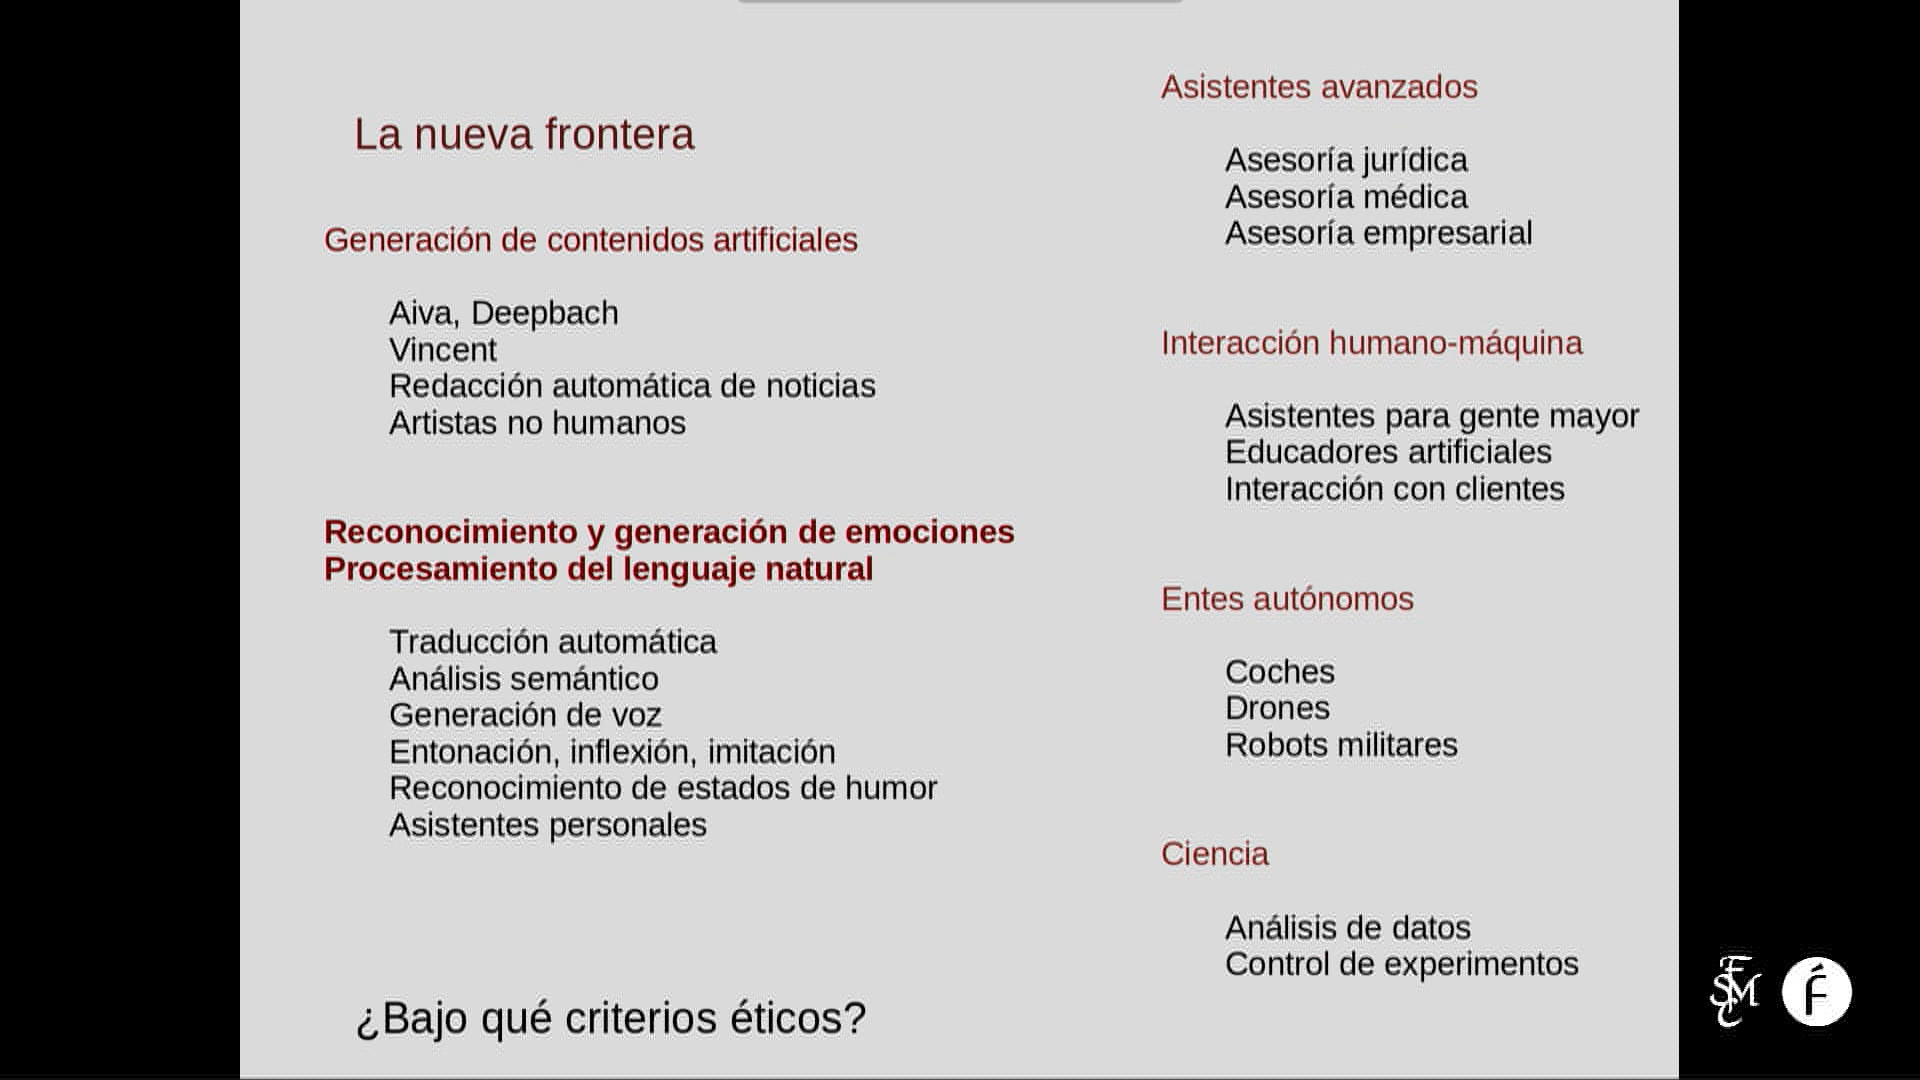 La nueva frontera
Generación de contenidos artificiales
Aiva, Deepbach
Vincent
Redacción automática de noticias
Artistas no humanos
Reconocimiento y generación de emociones
Procesamiento del lenguaje natural
Traducción automática
Análisis semántico
Generación de voz
Entonación, inflexión, imitación
Reconocimiento de estados de humor
Asistentes personales
¿Bajo qué criterios éticos?
Asistentes avanzados
Asesoría jurídica
Asesoría médica
Asesoría empresarial
Interacción humano-máquina
Asistentes para gente mayor
Educadores artificiales
Interacción con clientes
Entes autónomos
Coches
Drones
Robots militares
Ciencia
Análisis de datos
Control de experimentos
É